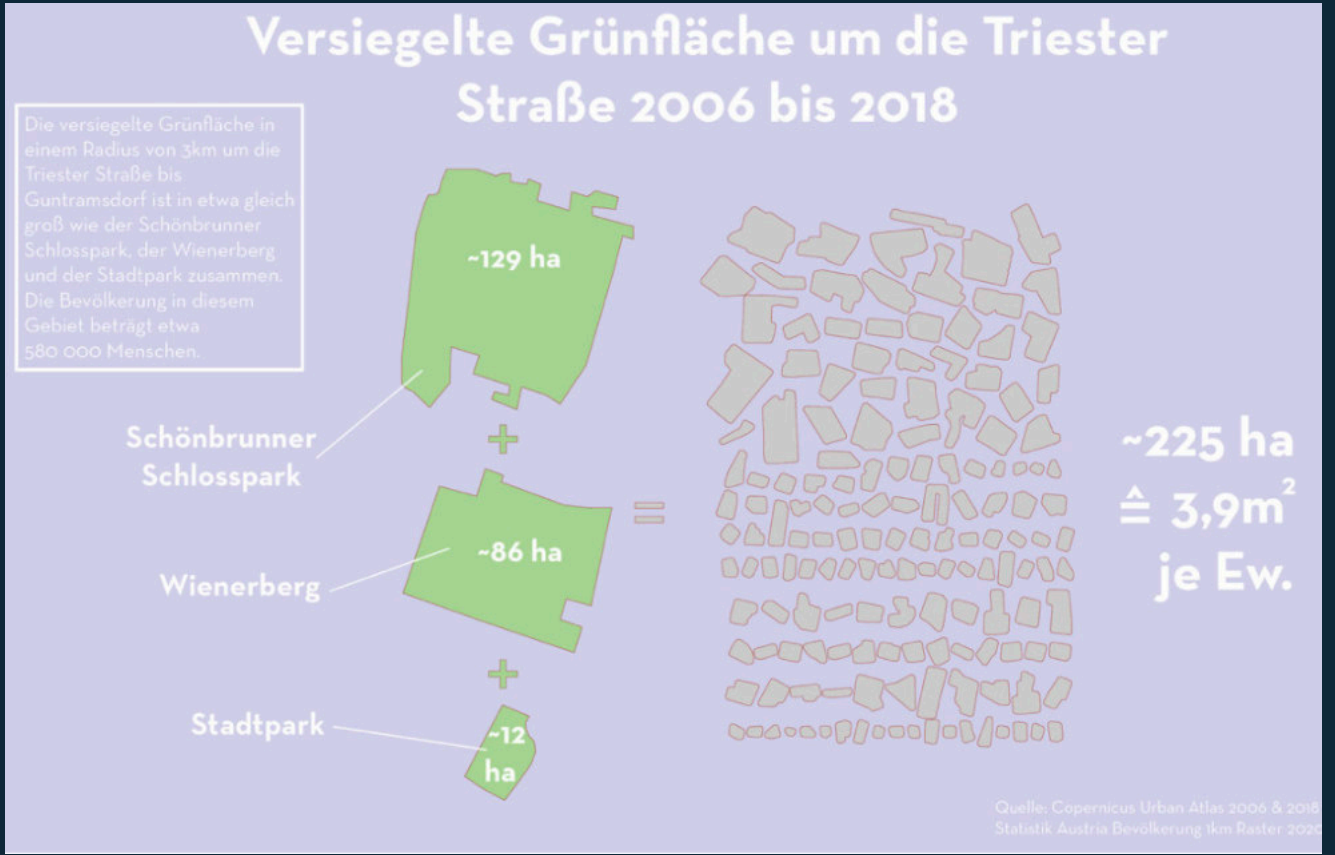 Versiegelte Grünfläche um die Triester
Straße 2006 bis 2018
Die versiegelte Grünfläche in
einem Radius von 3km um die
Triester Straße bis
Guntramsdorf ist in etwa gleich
groß wie der Schönbrunner
Schlosspark, der Wienerberg
und der Stadtpark zusammen.
Die Bevölkerung in diesem
Gebiet beträgt etwa
580 000 Menschen.
~129 ha
Schönbrunner
Schlosspark
+
~86 ha
Wienerberg
=
+
Stadtpark
~12
ha
~225 ha
≙ 3,9m²
je Ew.
Quelle: Copernicus Urban Atlas 2006 & 2018
Statistik Austria Bevölkerung 1km Raster 2020